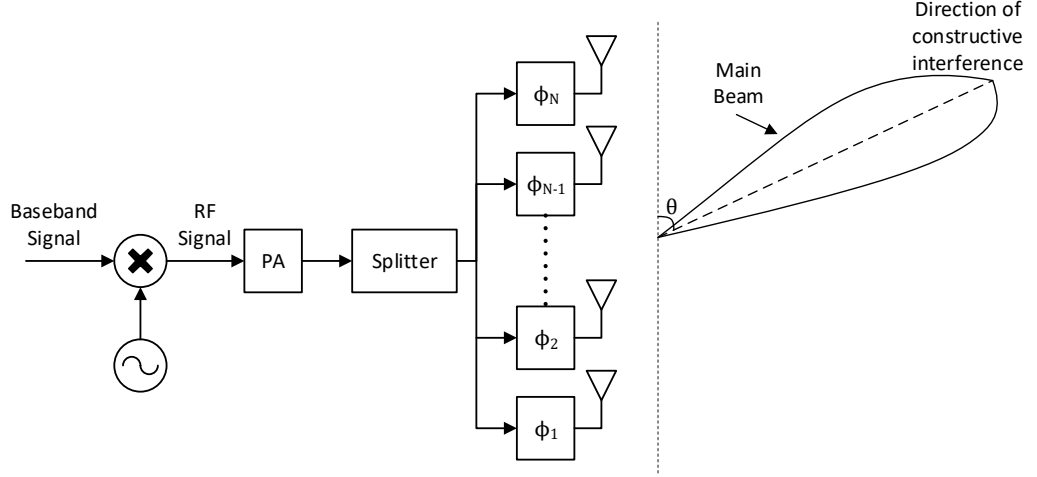 Direction of
constructive
interference
Main
Beam
θ
ϕN
ϕN-1
ϕ2
ϕ1
Baseband
Signal
RF
Signal
PA
Splitter